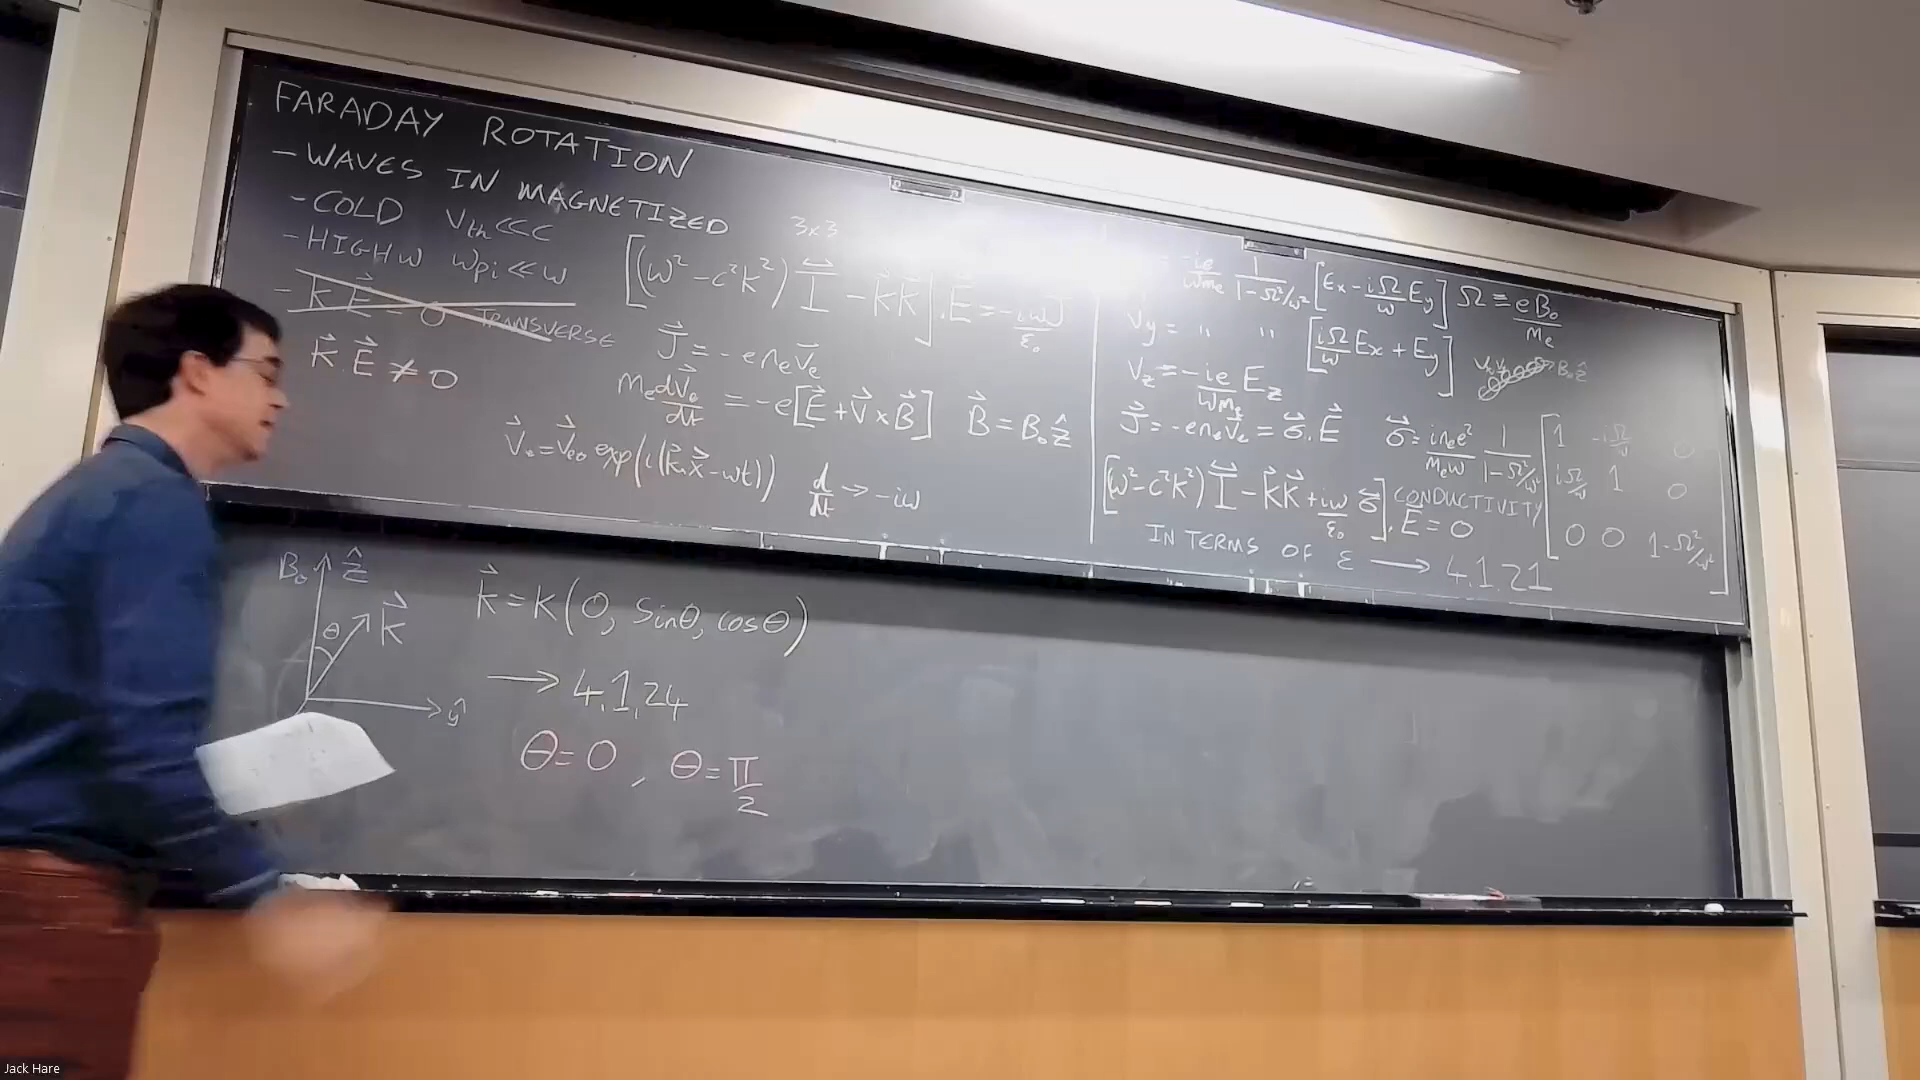 FARADAY ROTATION
- WAVES IN MAGNETIZED
- COLD V_th <<< C
- HIGH ω ω_pi << ω
- k⃗.E⃗ = 0 TRANSVERSE
k⃗.E⃗ ≠ 0
3x3
[(ω² - c²k²) I⃡ - k⃗k⃗].E⃗ = -iωJ⃗/ε₀
J⃗ = -e n_e v⃗_e
m_e dv⃗_e/dt = -e[E⃗ + V⃗ x B⃗] B⃗ = B₀ ẑ
V⃗_e = V⃗_e0 exp(i(k⃗.x⃗ - ωt)) d/dt → -iω
= -ie/ωm_e 1/(1-Ω²/ω²) [E_x - iΩ/ω E_y] Ω ≡ eB₀/m_e
V_y = " " [iΩ/ω E_x + E_y]
B₀ẑ
V_z = -ie/ωm_e E_z
J⃗ = -e n_e V⃗_e = σ⃡.E⃗ σ⃡ = i n_e e²/m_e ω 1/(1-Ω²/ω²) [1 -iΩ/ω 0
iΩ/ω 1 0
0 0 1-Ω²/ω²]
[(ω²-c²k²) I⃡ - k⃗k⃗ + iω/ε₀ σ⃡].E⃗ = 0
CONDUCTIVITY
IN TERMS OF ε → 4.1.21
B₀ ẑ
θ k⃗
ŷ
k⃗ = k(0, sinθ, cosθ)
→ 4.1.24
θ=0, θ=π/2
Jack Hare